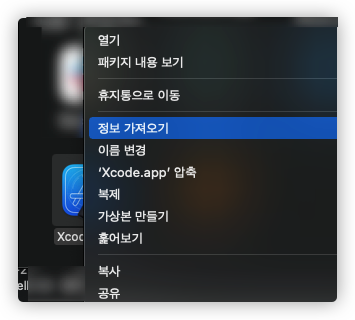 열기
패키지 내용 보기
휴지통으로 이동
정보 가져오기
이름 변경
‘Xcode.app’ 압축
복제
가상본 만들기
훑어보기
Xcod
복사
공유